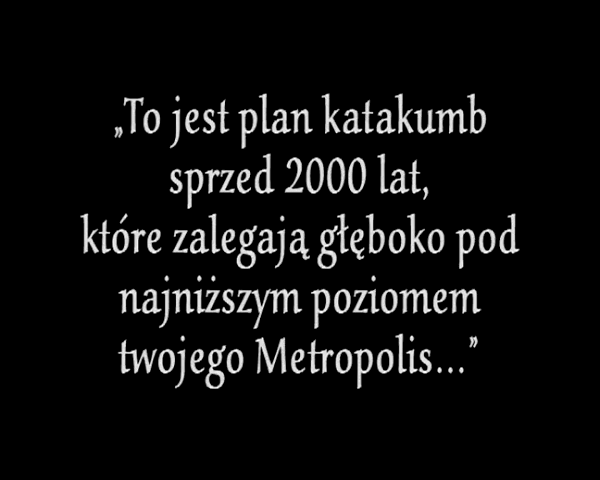 „To jest plan katakumb
sprzed 2000 lat,
które zalegają głęboko pod
najniższym poziomem
twojego Metropolis...”